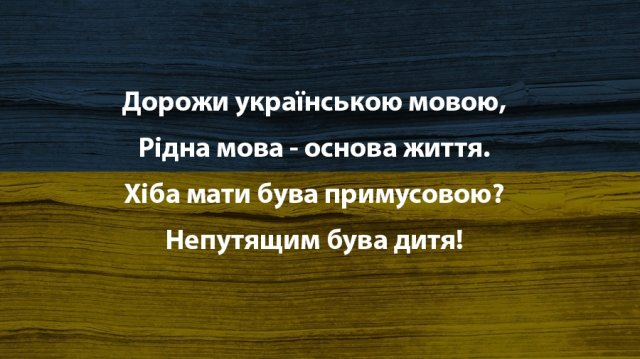 Дорожи українською мовою,
Рідна мова - основа життя.
Хіба мати бува примусовою?
Непутящим бува дитя!